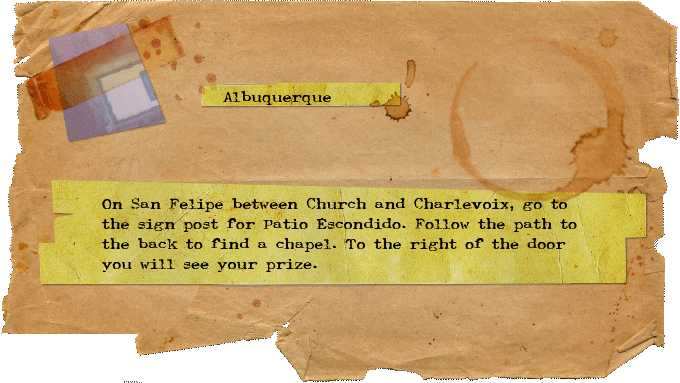 Albuquerque
On San Felipe between Church and Charlevoix, go to
the sign post for Patio Escondido. Follow the path to
the back to find a chapel. To the right of the door
you will see your prize.